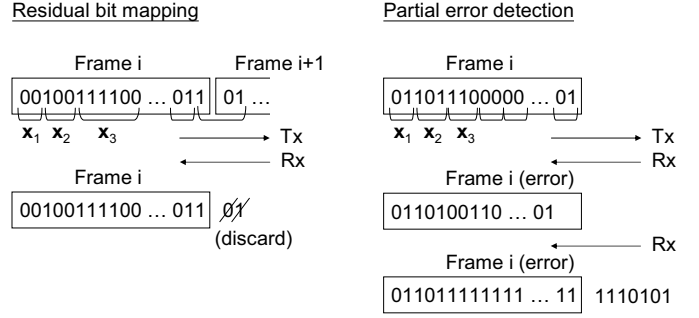 Residual bit mapping
Frame i Frame i+1
00100111100 ... 011 01 ...
x1 x2 x3
Tx
Rx
Frame i
00100111100 ... 011 01
(discard)
Partial error detection
Frame i
011011100000 ... 01
x1 x2 x3
Tx
Rx
Frame i (error)
0110100110 ... 01
Rx
Frame i (error)
011011111111 ... 11 1110101